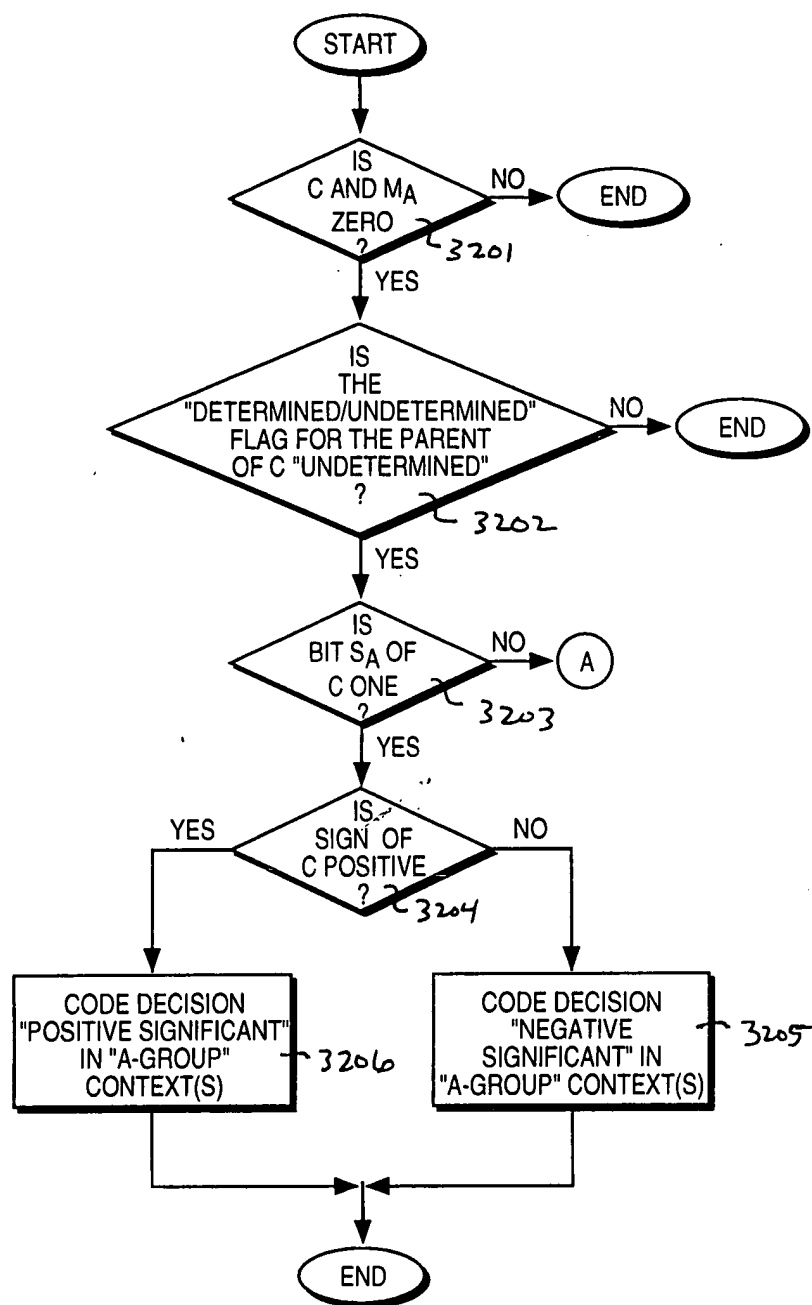 START
IS
C AND MA
ZERO
?
3201
NO
END
YES
IS
THE
"DETERMINED/UNDETERMINED"
FLAG FOR THE PARENT
OF C "UNDETERMINED"
?
3202
NO
END
YES
IS
BIT SA OF
C ONE
?
3203
NO
A
YES
IS
SIGN OF
C POSITIVE
?
3204
YES
NO
CODE DECISION
"POSITIVE SIGNIFICANT"
IN "A-GROUP"
CONTEXT(S)
3206
CODE DECISION
"NEGATIVE
SIGNIFICANT" IN
"A-GROUP" CONTEXT(S)
3205
END